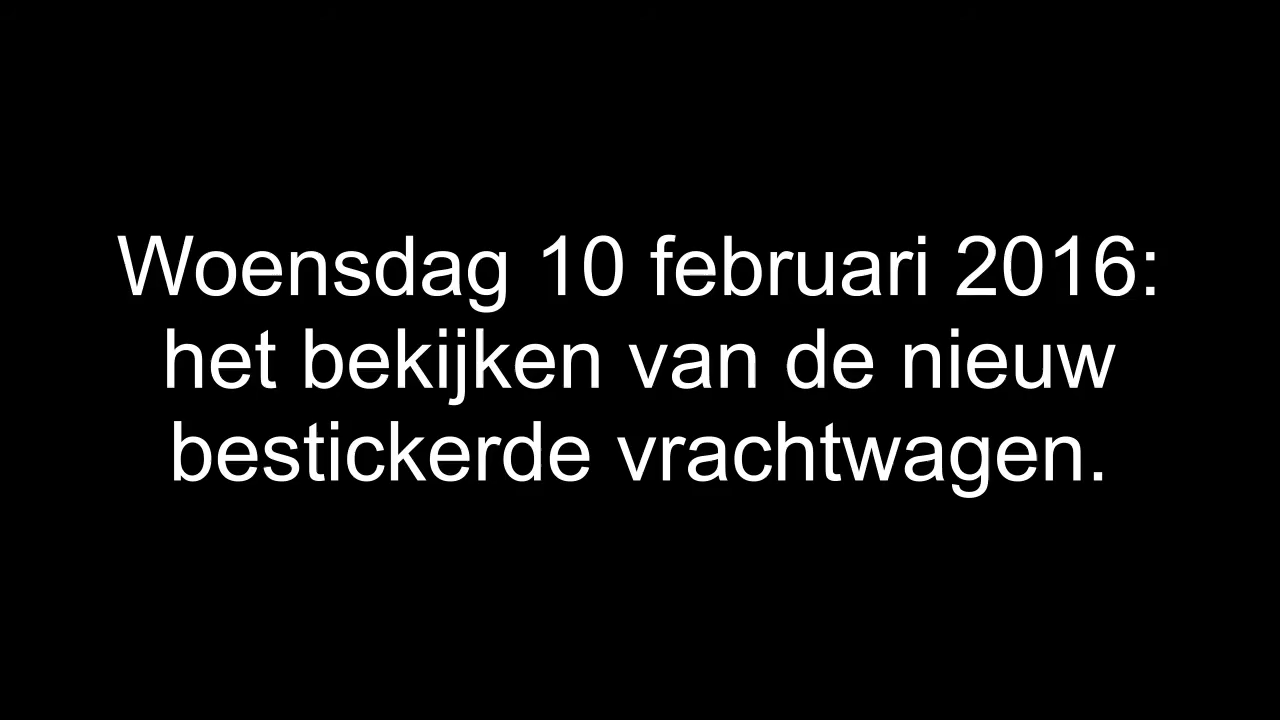 Woensdag 10 februari 2016:
het bekijken van de nieuw
bestickerde vrachtwagen.